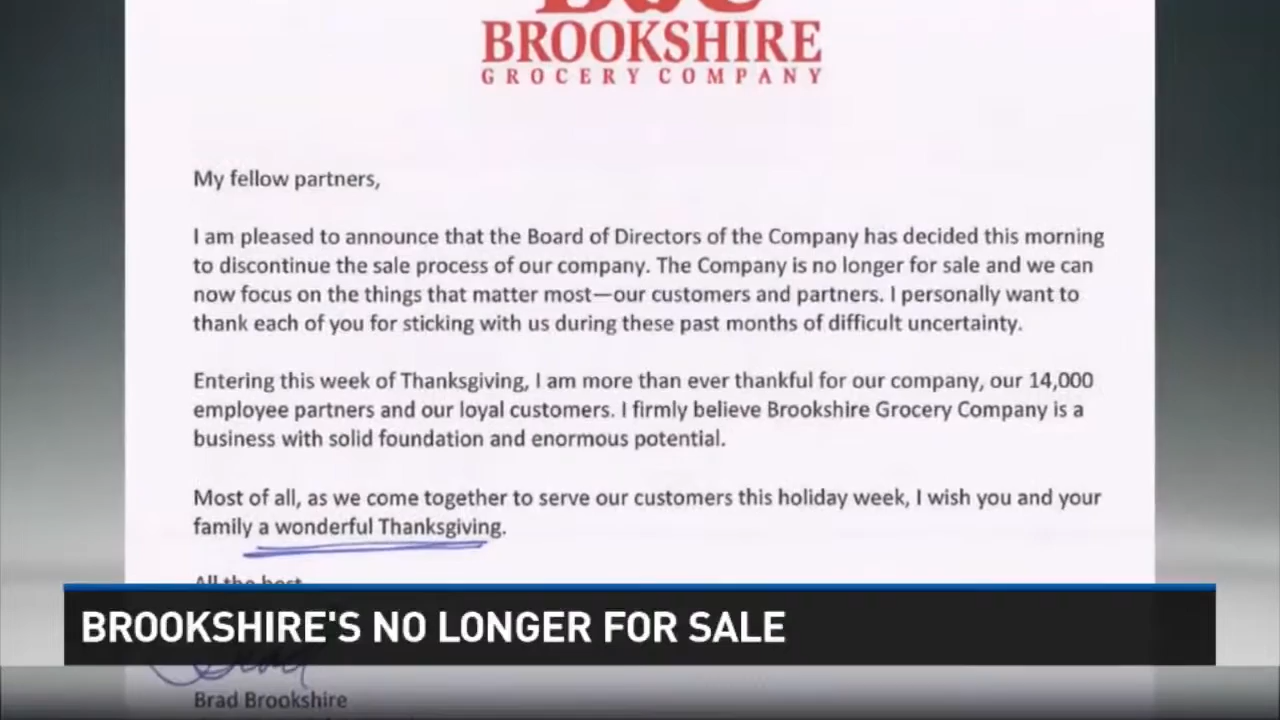 BROOKSHIRE
GROCERY COMPANY
My fellow partners,
I am pleased to announce that the Board of Directors of the Company has decided this morning
to discontinue the sale process of our company. The Company is no longer for sale and we can
now focus on the things that matter most—our customers and partners. I personally want to
thank each of you for sticking with us during these past months of difficult uncertainty.
Entering this week of Thanksgiving, I am more than ever thankful for our company, our 14,000
employee partners and our loyal customers. I firmly believe Brookshire Grocery Company is a
business with solid foundation and enormous potential.
Most of all, as we come together to serve our customers this holiday week, I wish you and your
family a wonderful Thanksgiving.
All the best
BROOKSHIRE'S NO LONGER FOR SALE
Brad Brookshire